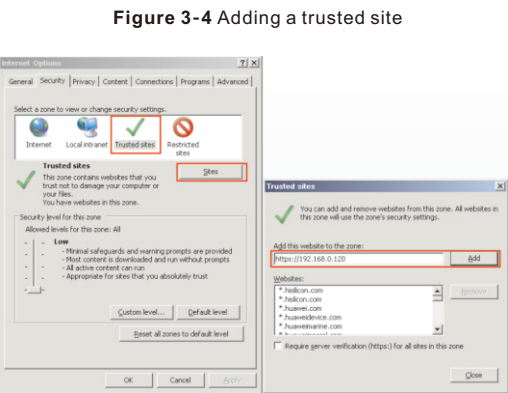 Figure 3-4 Adding a trusted site
Internet Options
General Security Privacy Content Connections Programs Advanced
Select a zone to view or change security settings.
Internet Local intranet Trusted sites Restricted
sites
Trusted sites
Sites
This zone contains websites that you
trust not to damage your computer or
your files.
You have websites in this zone.
Security level for this zone
Allowed levels for this zone: All
Low
- Minimal safeguards and warning prompts are provided
- Most content is downloaded and run without prompts
- All active content can run
- Appropriate for sites that you absolutely trust
Custom level... Default level
Reset all zones to default level
OK Cancel Apply
Trusted sites
You can add and remove websites from this zone. All websites in
this zone will use the zone's security settings.
Add this website to the zone:
https://192.168.0.120 Add
Websites:
*.hisilicon.com Remove
*.hsilicon.com
*.huawei.com
*.huaweidevice.com
*.huaweimarine.com
Require server verification (https:) for all sites in this zone
Close